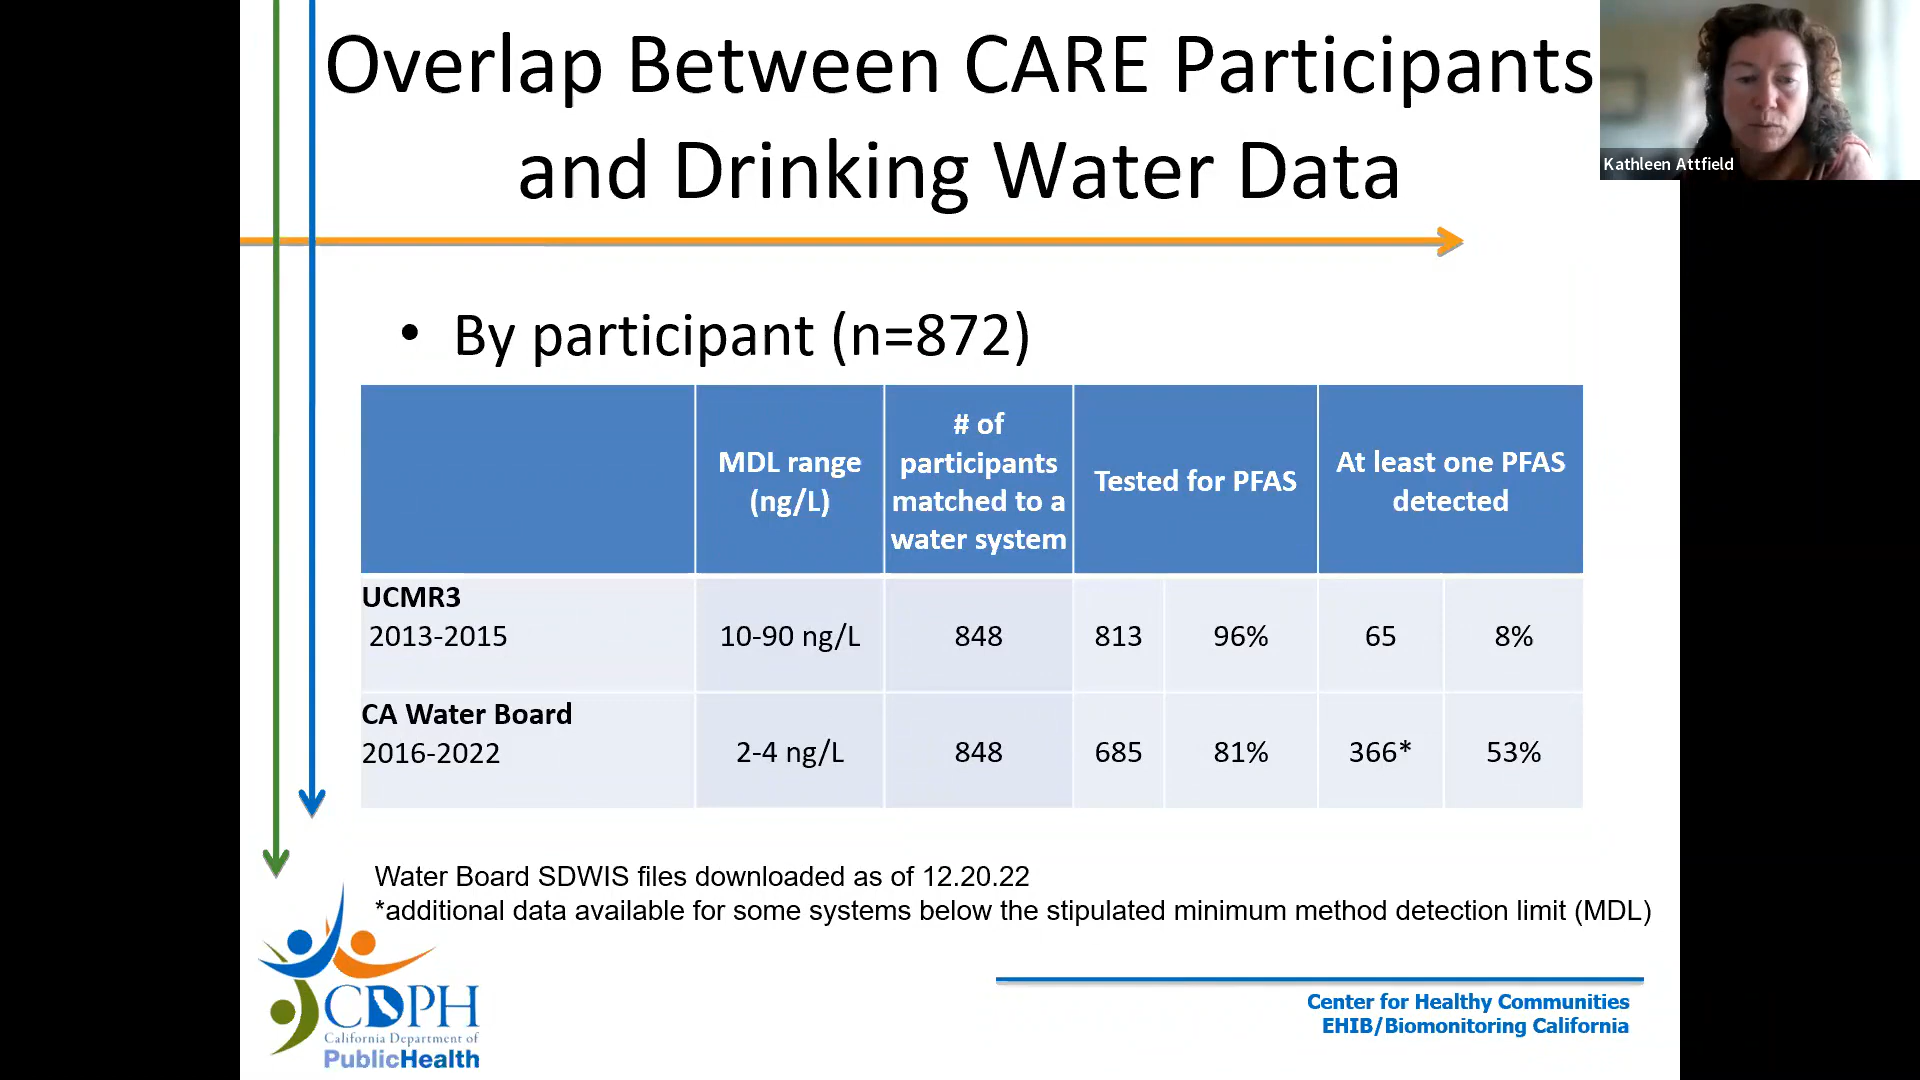 Overlap Between CARE Participants
and Drinking Water Data
Kathleen Attfield
• By participant (n=872)
MDL range
(ng/L)
# of
participants
matched to a
water system
Tested for PFAS
At least one PFAS
detected
UCMR3
2013-2015
10-90 ng/L
848
813
96%
65
8%
CA Water Board
2016-2022
2-4 ng/L
848
685
81%
366*
53%
Water Board SDWIS files downloaded as of 12.20.22
*additional data available for some systems below the stipulated minimum method detection limit (MDL)
CDPH
California Department of
PublicHealth
Center for Healthy Communities
EHIB/Biomonitoring California